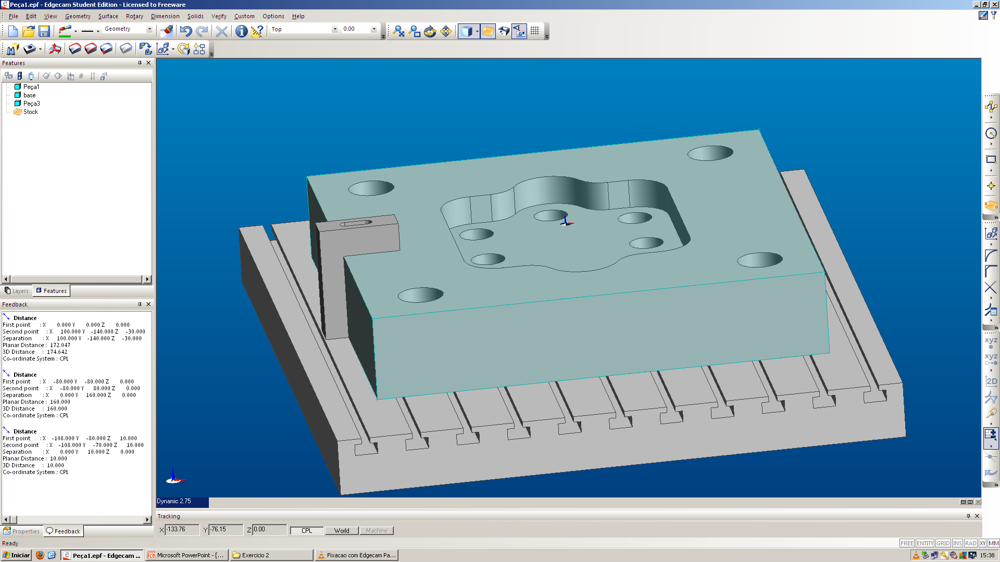 Peça1.epf - Edgecam Student Edition - Licensed to Freeware
File Edit View Geometry Surface Rotary Dimension Solids Verify Custom Options Help
Geometry Top 0.00
Features
Peça1
base
Peça3
Stock
Layers Features
Feedback
Distance
First point : X 0.000 Y 0.000 Z 0.000
Second point : X 100.000 Y -140.000 Z -30.000
Separation : X 100.000 Y -140.000 Z -30.000
Planar Distance : 172.047
3D Distance : 174.642
Co-ordinate System : CPL
Distance
First point : X -80.000 Y -80.000 Z 0.000
Second point : X -80.000 Y 80.000 Z 0.000
Separation : X 0.000 Y 160.000 Z 0.000
Planar Distance : 160.000
3D Distance : 160.000
Co-ordinate System : CPL
Distance
First point : X -108.000 Y -80.000 Z 10.000
Second point : X -108.000 Y -70.000 Z 10.000
Separation : X 0.000 Y 10.000 Z 0.000
Planar Distance : 10.000
3D Distance : 10.000
Co-ordinate System : CPL
Properties Feedback
Dynamic 2.75
Tracking
X -133.76 Y -76.15 Z 0.00 CPL World Machine
xyz
xyz
2D
Ready
FREE ENTITY GRID INS RAD XY MM
Iniciar Peça1.epf - Edgecam ... Microsoft PowerPoint - [... Exercicio 2 Fixacao com Edgecam Pa... 15:38